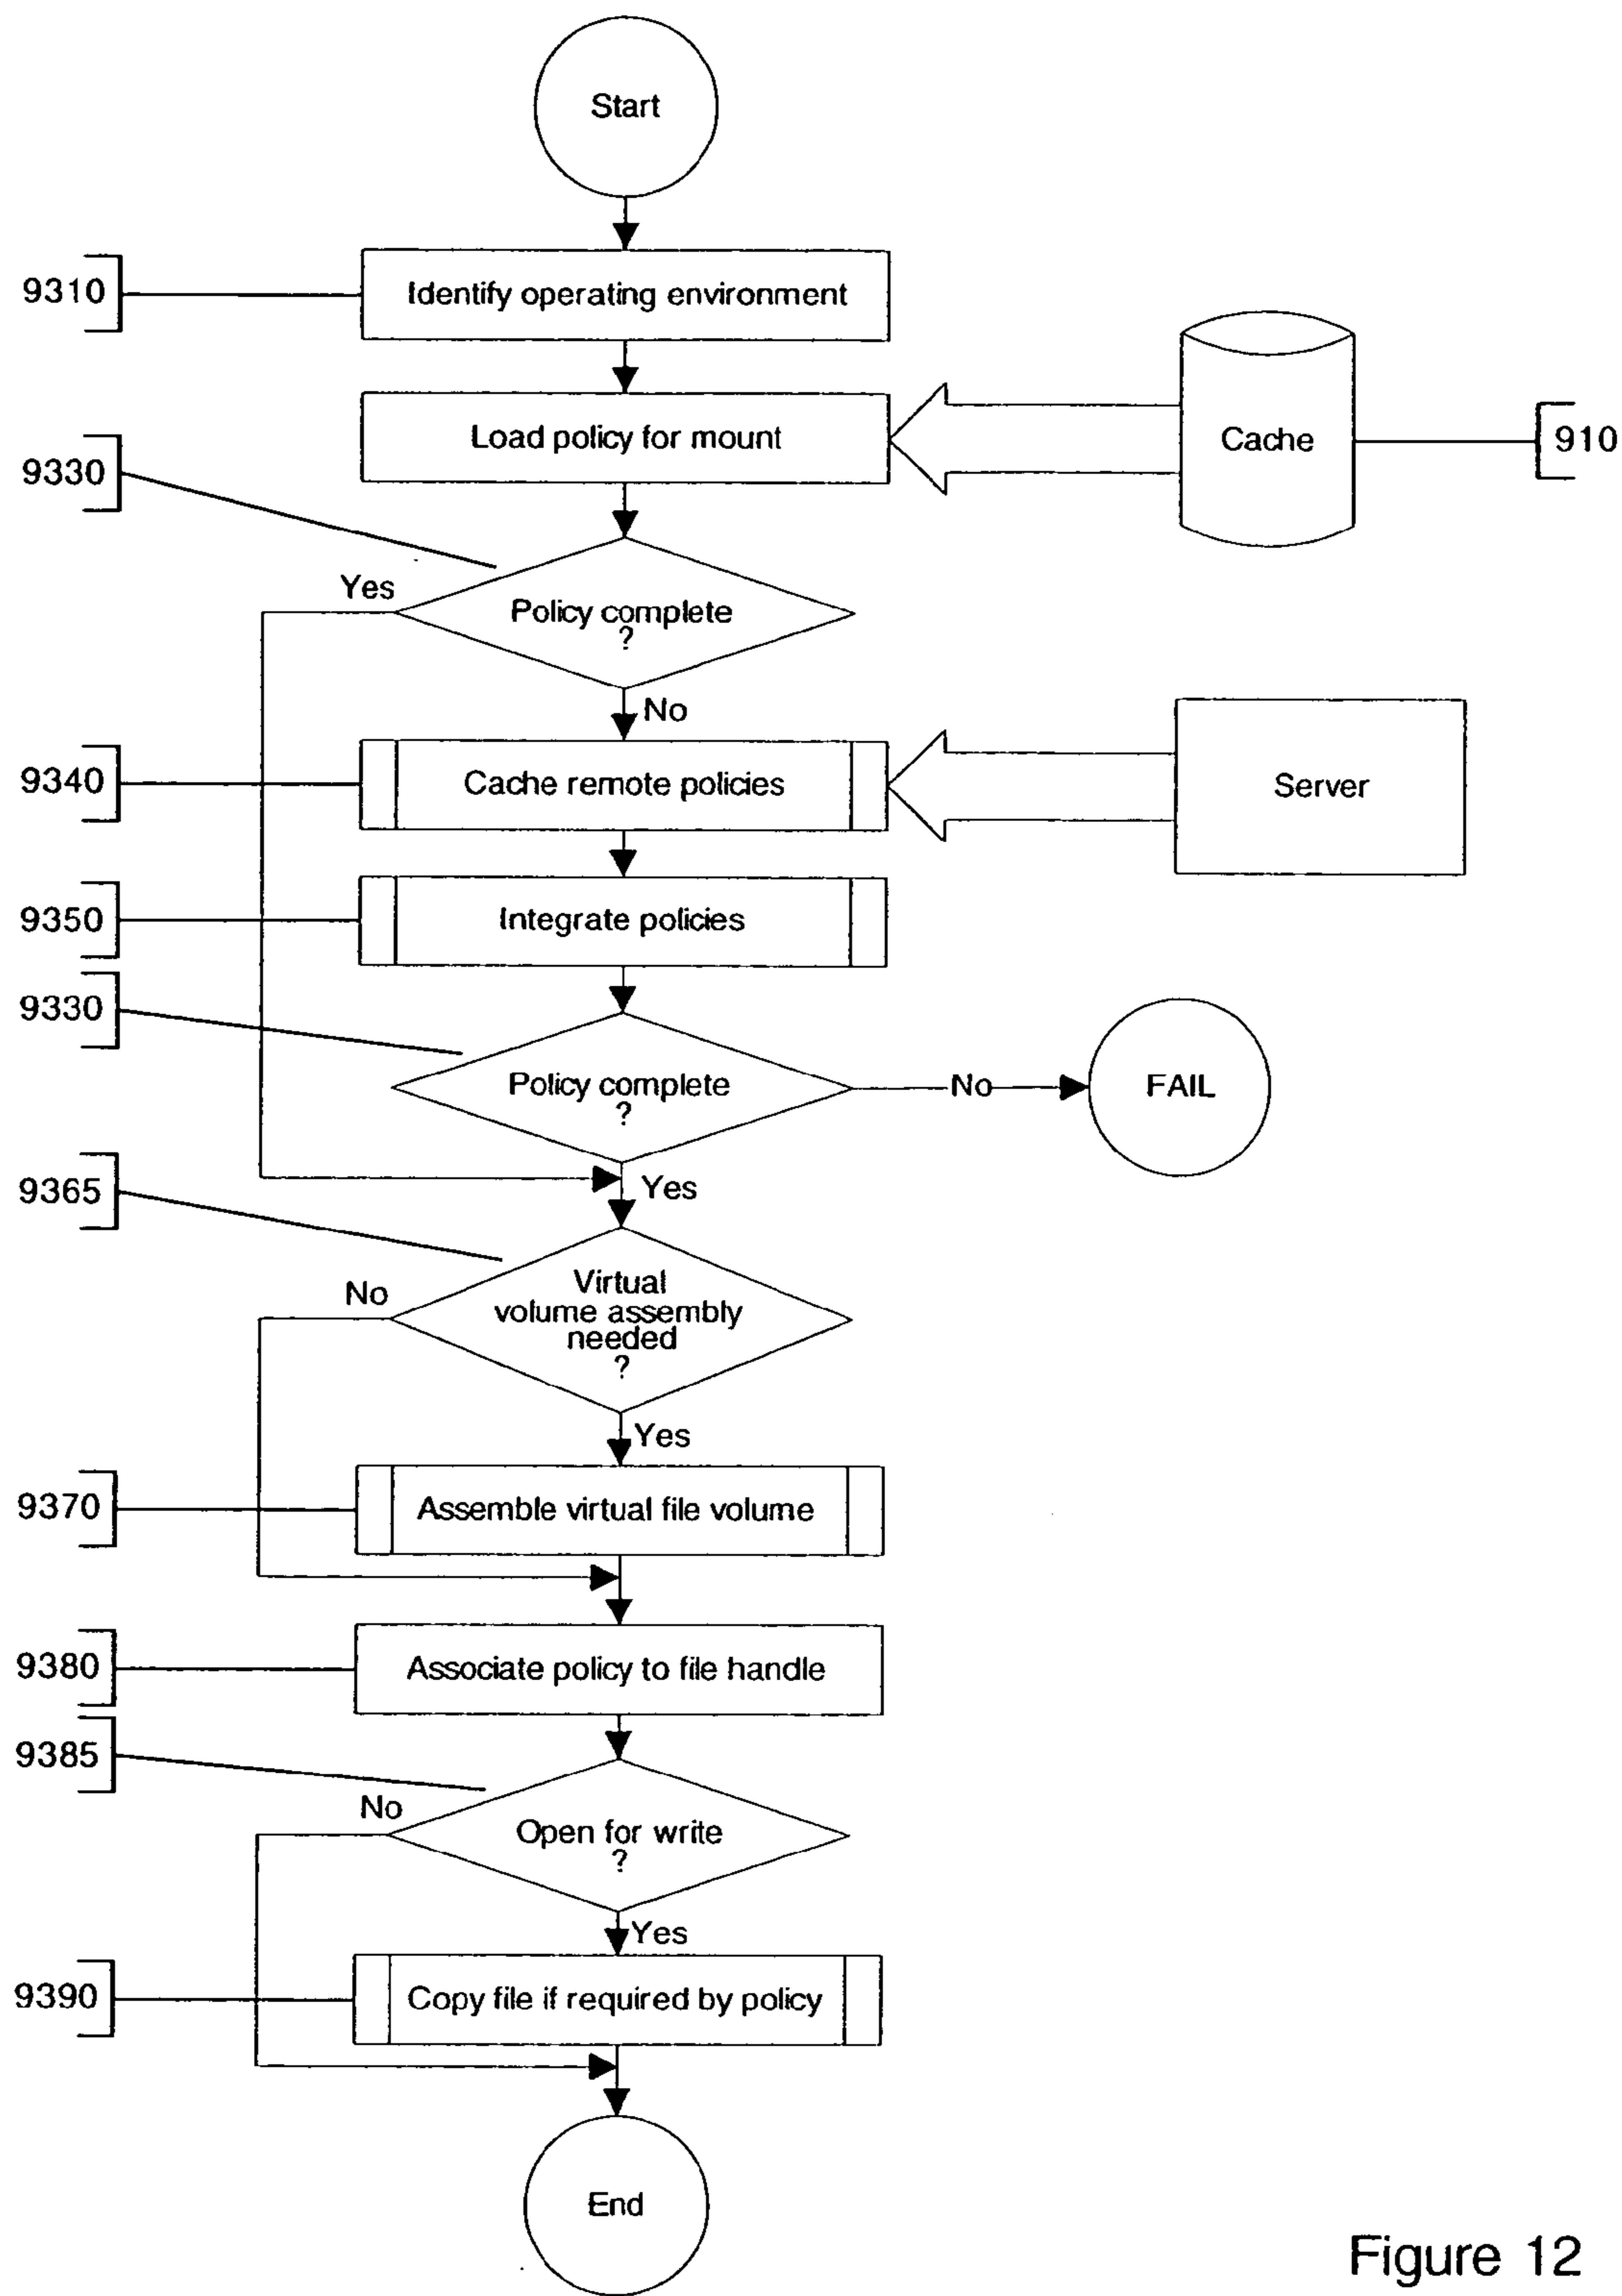 Start
9310
Identify operating environment
Load policy for mount
Cache
910
9330
Yes
Policy complete
?
No
9340
Cache remote policies
Server
9350
Integrate policies
9330
Policy complete
?
No
FAIL
Yes
9365
No
Virtual
volume assembly
needed
?
Yes
9370
Assemble virtual file volume
9380
Associate policy to file handle
9385
No
Open for write
?
Yes
9390
Copy file if required by policy
End
Figure 12